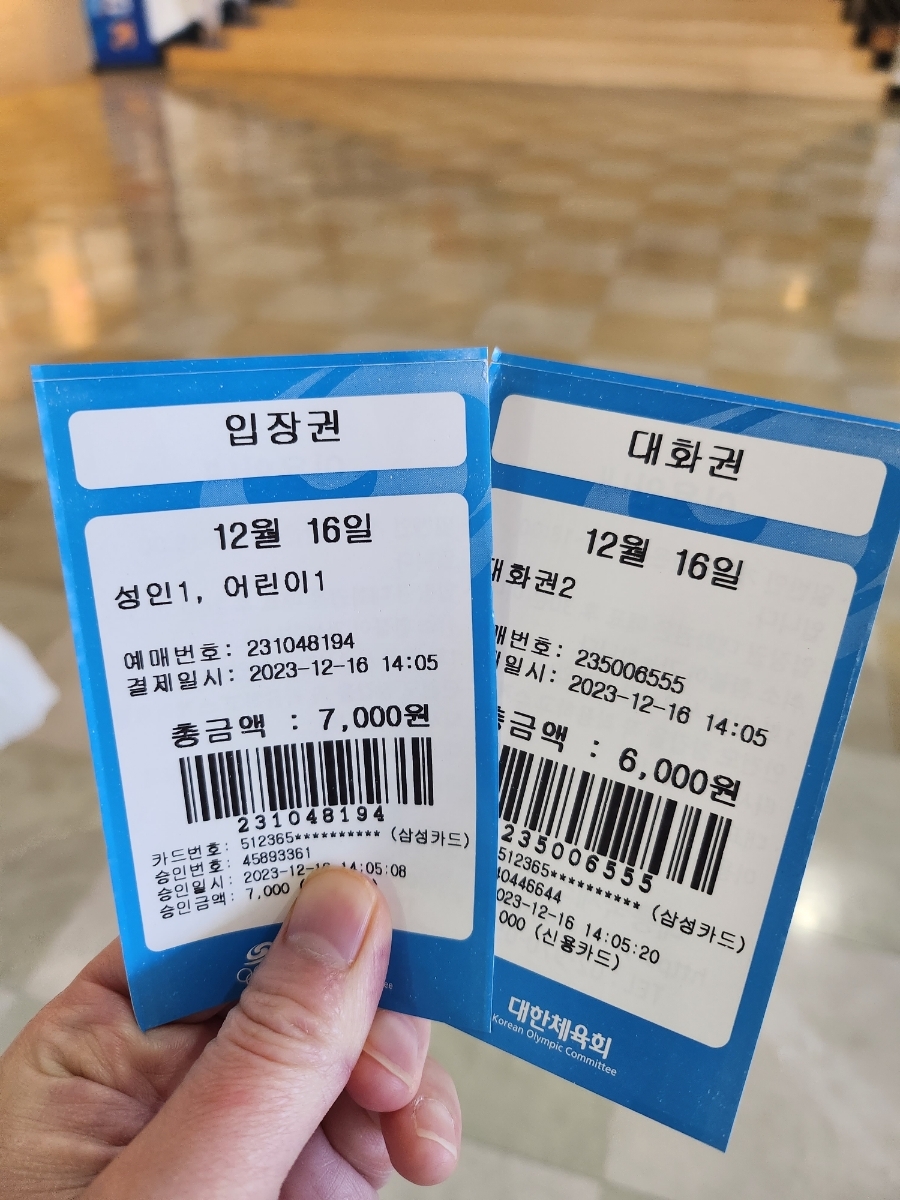 입장권
12월 16일
성인1, 어린이1
예매번호: 231048194
결제일시: 2023-12-16 14:05
총금액 : 7,000원
231048194
카드번호: 512365********** (삼성카드)
승인번호: 45893361
승인일시: 2023-12-16 14:05:08
승인금액: 7,000
대화권
12월 16일
대화권2
매번호: 235006555
일시: 2023-12-16 14:05
총금액 : 6,000원
235006555
512365********** (삼성카드)
40446644
2023-12-16 14:05:20
000 (신용카드)
대한체육회
Korean Olympic Committee